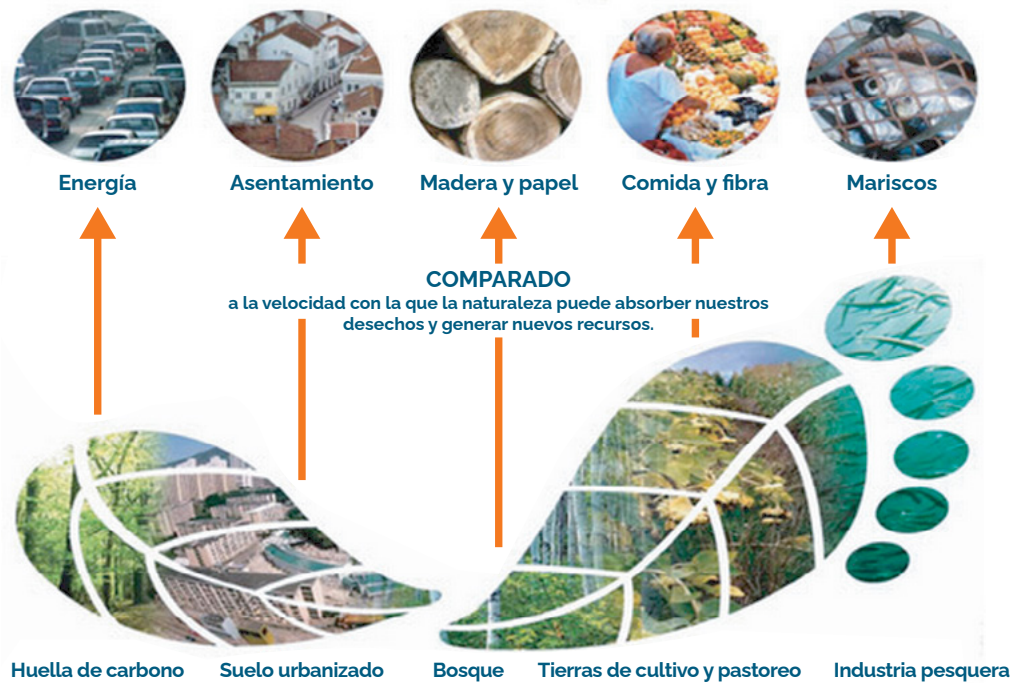 Energía
Asentamiento
Madera y papel
Comida y fibra
Mariscos
COMPARADO
a la velocidad con la que la naturaleza puede absorber nuestros
desechos y generar nuevos recursos.
Huella de carbono
Suelo urbanizado
Bosque
Tierras de cultivo y pastoreo
Industria pesquera